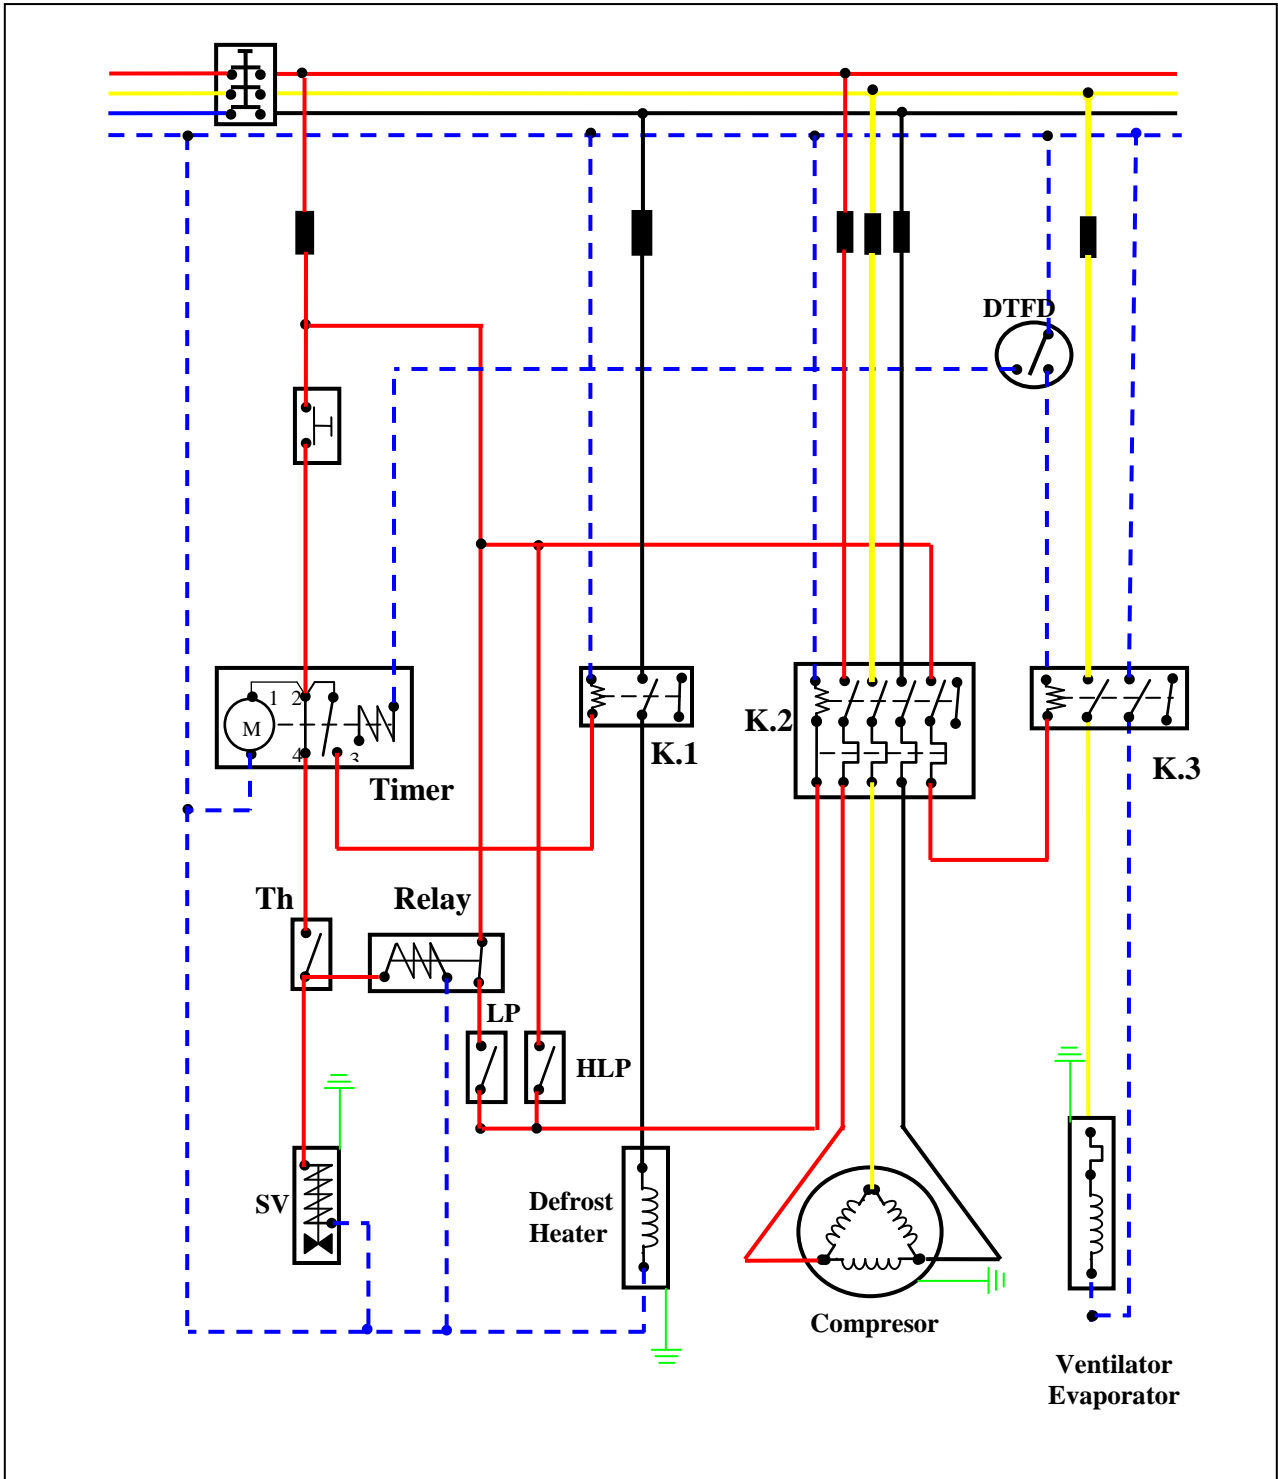 DTFD
1 2
M
4 3
Timer
K.1
K.2
K.3
Th
Relay
LP
HLP
SV
Defrost
Heater
Compresor
Ventilator
Evaporator